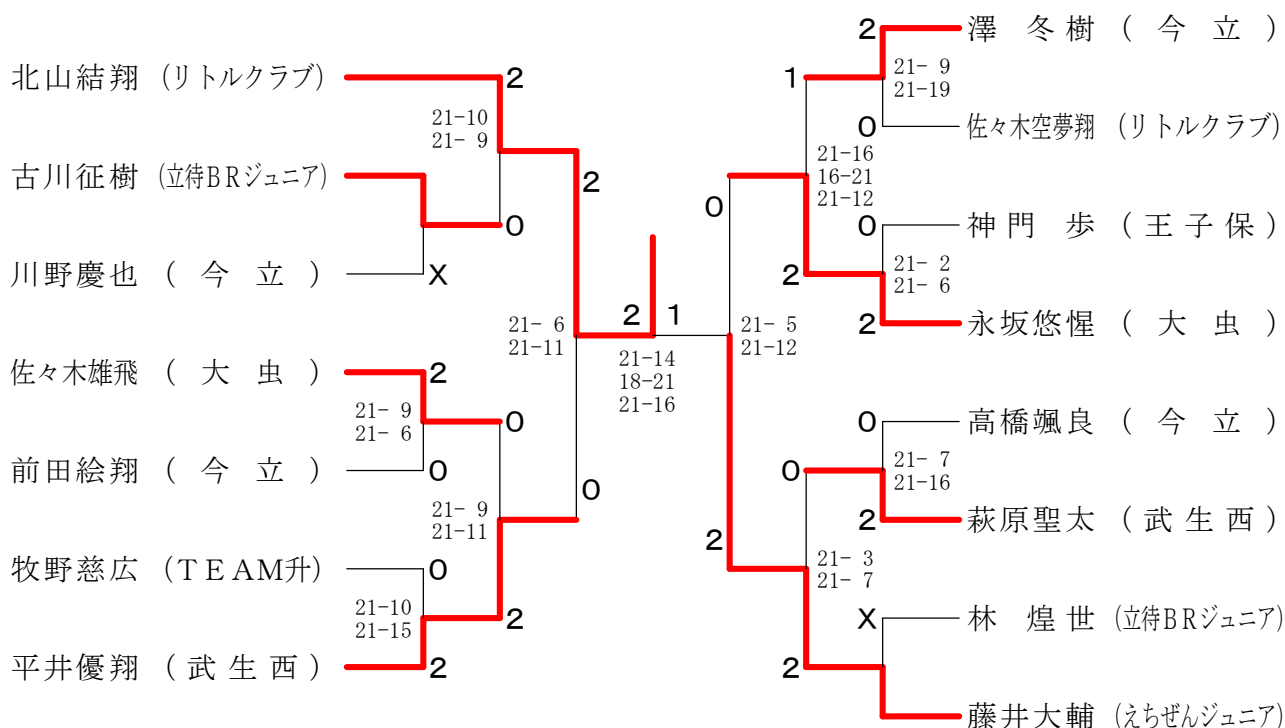 北山結翔 (リトルクラブ)
2
21-10
21- 9
古川征樹 (立待BRジュニア)
0
川野慶也 ( 今 立 )
X
2
21- 6
21-11
佐々木雄飛 ( 大 虫 )
2
21- 9
21- 6
0
前田絵翔 ( 今 立 )
0
21- 9
21-11
0
牧野慈広 (TEAM升)
0
21-10
21-15
2
平井優翔 ( 武 生 西 )
2
2 1
21-14
18-21
21-16
2 澤 冬樹 ( 今 立 )
21- 9
21-19
1
0 佐々木空夢翔 (リトルクラブ)
21-16
16-21
21-12
0
0 神門 歩 ( 王 子 保 )
21- 2
21- 6
2
2 永坂悠惺 ( 大 虫 )
21- 5
21-12
0 高橋颯良 ( 今 立 )
21- 7
21-16
0
2 萩原聖太 ( 武 生 西 )
2
21- 3
21- 7
X 林 煌世 (立待BRジュニア)
2
藤井大輔 (えちぜんジュニア)